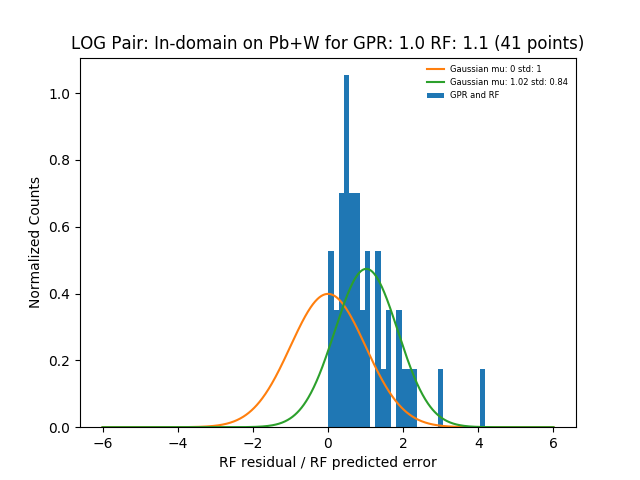 LOG Pair: In-domain on Pb+W for GPR: 1.0 RF: 1.1 (41 points)
Gaussian mu: 0 std: 1
Gaussian mu: 1.02 std: 0.84
GPR and RF
Normalized Counts
1.0
0.8
0.6
0.4
0.2
0.0
−6 −4 −2 0 2 4 6
RF residual / RF predicted error